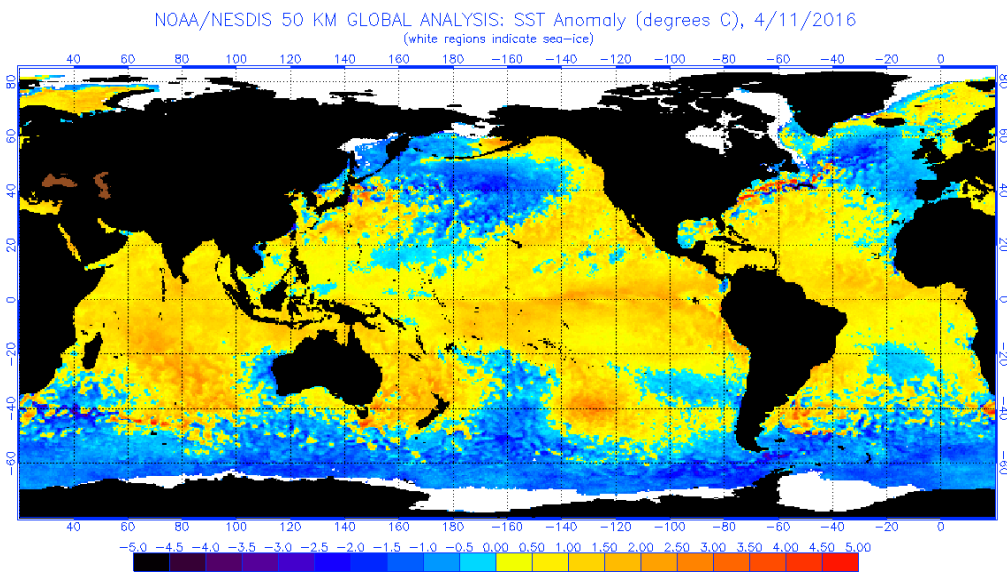 NOAA/NESDIS 50 KM GLOBAL ANALYSIS: SST Anomaly (degrees C), 4/11/2016
(white regions indicate sea-ice)
40 60 80 100 120 140 160 180 -160 -140 -120 -100 -80 -60 -40 -20 0
80 80
60 60
40 40
20 20
0 0
-20 -20
-40 -40
-60 -60
40 60 80 100 120 140 160 180 -160 -140 -120 -100 -80 -60 -40 -20 0
-5.0 -4.5 -4.0 -3.5 -3.0 -2.5 -2.0 -1.5 -1.0 -0.5 0.00 0.50 1.00 1.50 2.00 2.50 3.00 3.50 4.00 4.50 5.00